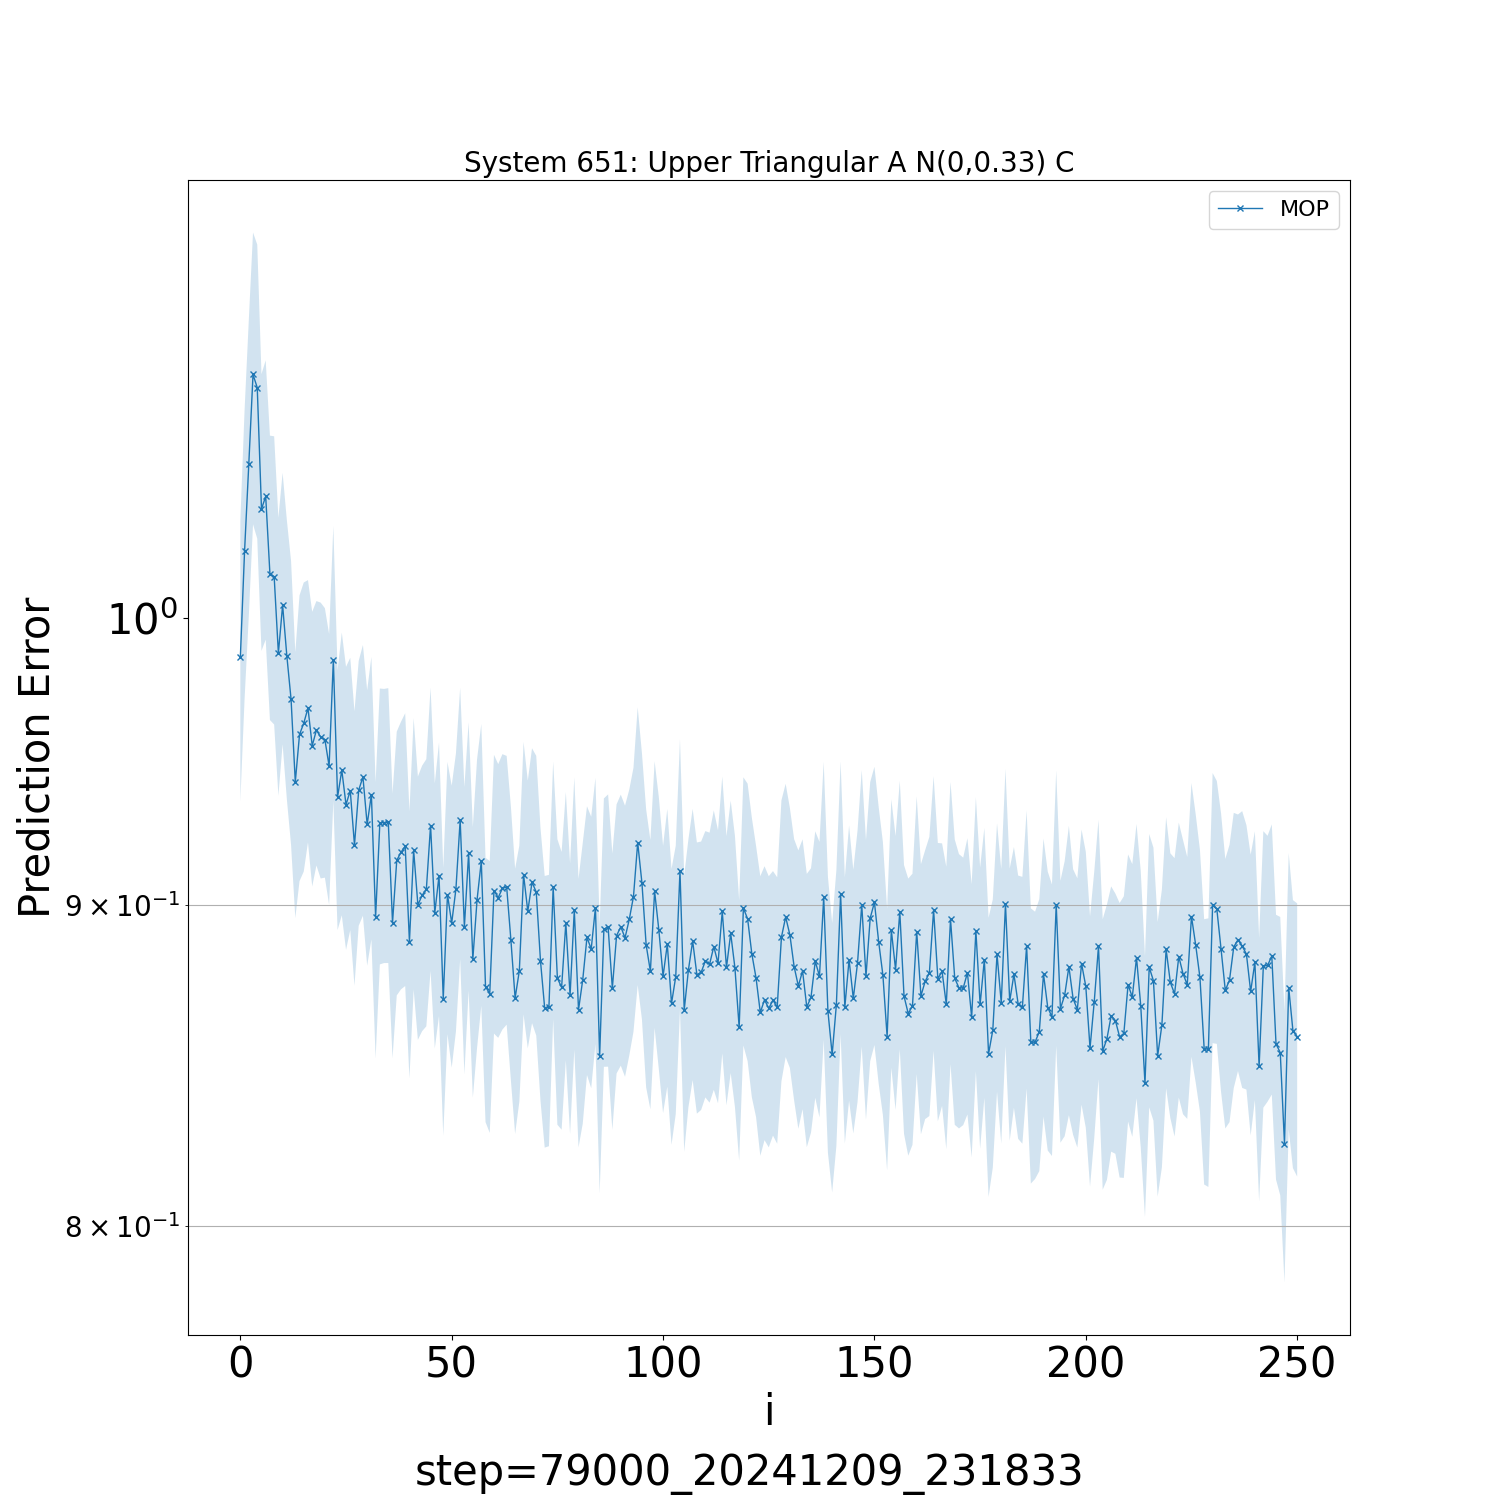 System 651: Upper Triangular A N(0,0.33) C
MOP
Prediction Error
10⁰
9 × 10⁻¹
8 × 10⁻¹
0 50 100 150 200 250
i
step=79000_20241209_231833